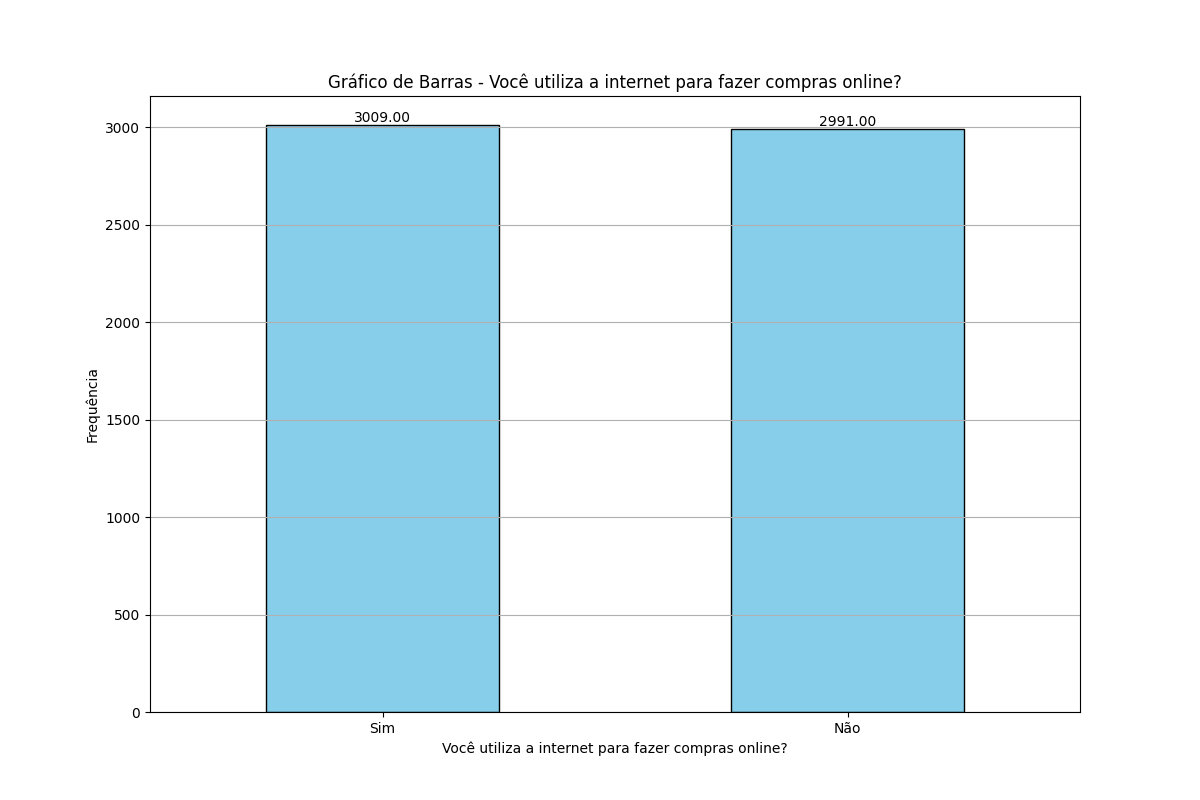 Gráfico de Barras - Você utiliza a internet para fazer compras online?
3009.00
2991.00
3000
2500
2000
1500
1000
500
0
Frequência
Sim
Não
Você utiliza a internet para fazer compras online?